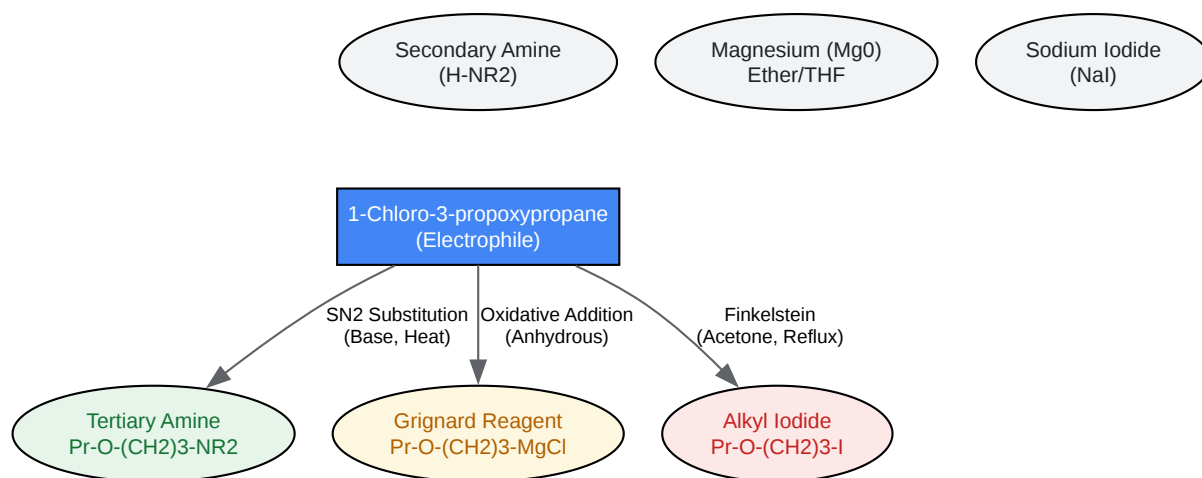 Secondary Amine
(H-NR2)
Magnesium (Mg0)
Ether/THF
Sodium Iodide
(NaI)
1-Chloro-3-propoxypropane
(Electrophile)
SN2 Substitution
(Base, Heat)
Oxidative Addition
(Anhydrous)
Finkelstein
(Acetone, Reflux)
Tertiary Amine
Pr-O-(CH2)3-NR2
Grignard Reagent
Pr-O-(CH2)3-MgCl
Alkyl Iodide
Pr-O-(CH2)3-I